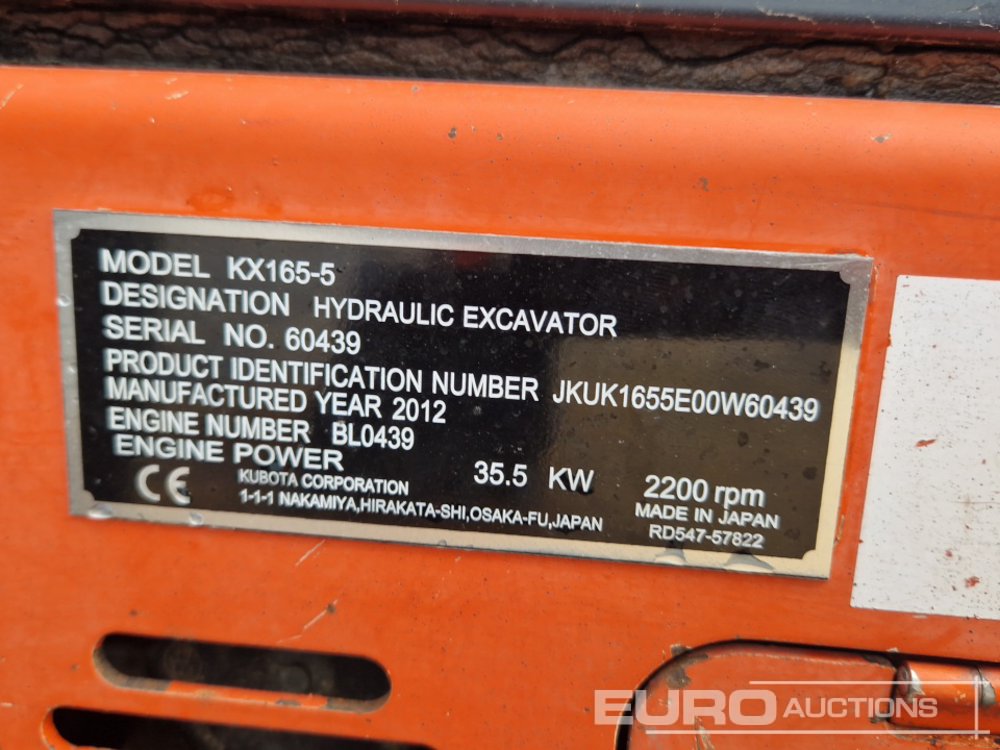 MODEL KX165-5
DESIGNATION HYDRAULIC EXCAVATOR
SERIAL NO. 60439
PRODUCT IDENTIFICATION NUMBER JKUK1655E00W60439
MANUFACTURED YEAR 2012
ENGINE NUMBER BL0439
ENGINE POWER 35.5 KW 2200 rpm
CE KUBOTA CORPORATION MADE IN JAPAN
1-1-1 NAKAMIYA,HIRAKATA-SHI,OSAKA-FU,JAPAN RD547-57822
EURO AUCTIONS